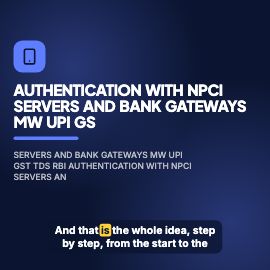 AUTHENTICATION WITH NPCI
SERVERS AND BANK GATEWAYS
MW UPI GS
SERVERS AND BANK GATEWAYS MW UPI
GST TDS RBI AUTHENTICATION WITH NPCI
SERVERS AN
And that is the whole idea, step
by step, from the start to the